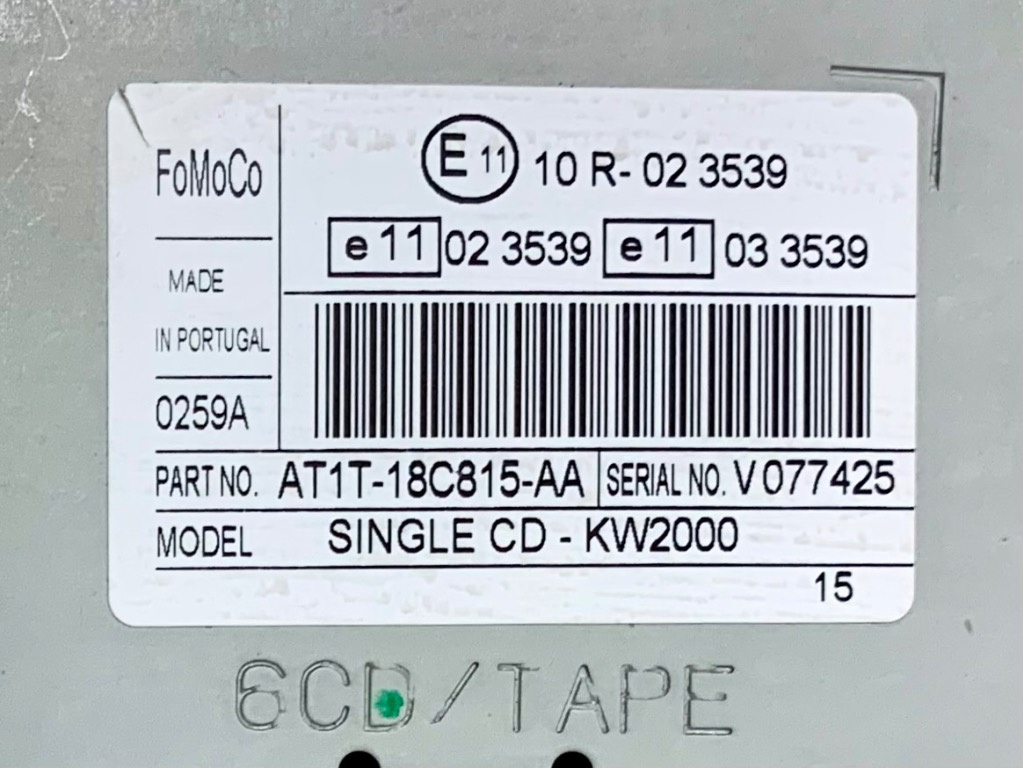 FoMoCo
MADE
IN PORTUGAL
0259A
E 11 10 R- 02 3539
e 11 02 3539 e 11 03 3539
PART NO. AT1T-18C815-AA SERIAL NO. V077425
MODEL SINGLE CD - KW2000
15
6CD/TAPE